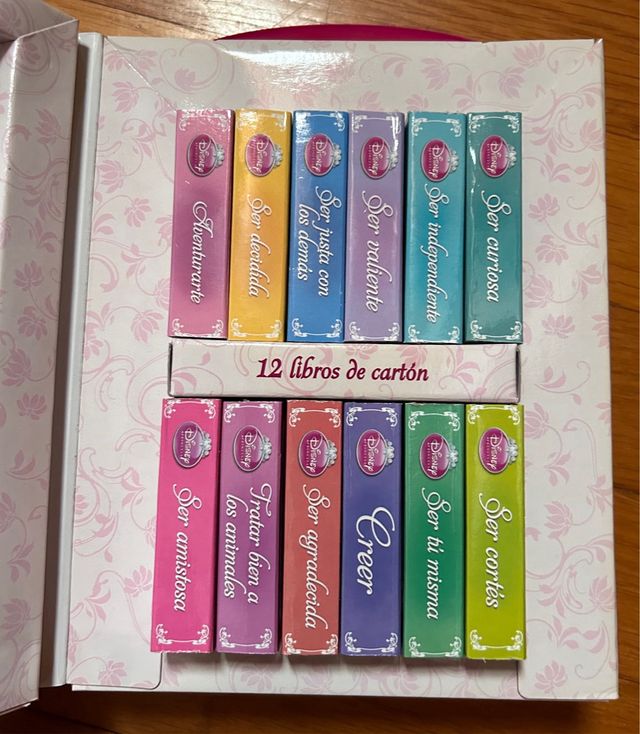 DISNEY
Aventurarte
DISNEY
Ser decidida
DISNEY
Ser justa con
los demás
DISNEY
Ser valiente
DISNEY
Ser independiente
DISNEY
Ser curiosa
12 libros de cartón
DISNEY
Ser amistosa
DISNEY
Tratar bien a
los animales
DISNEY
Ser agradecida
DISNEY
Creer
DISNEY
Ser tú misma
DISNEY
Ser cortés